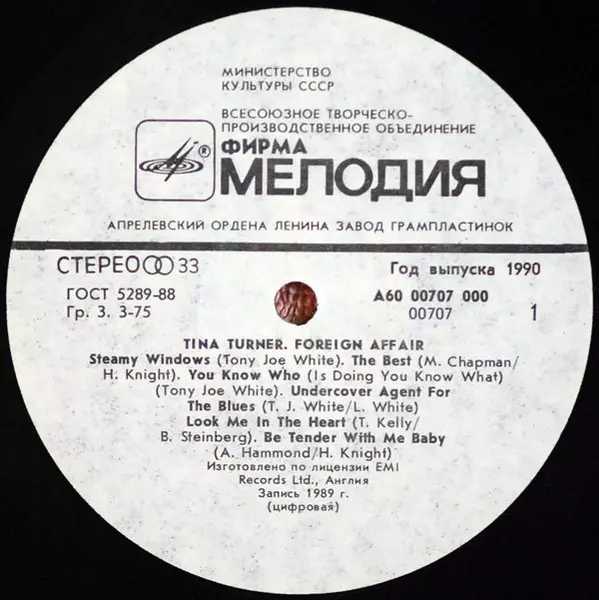 МИНИСТЕРСТВО
КУЛЬТУРЫ СССР
ВСЕСОЮЗНОЕ ТВОРЧЕСКО-
ПРОИЗВОДСТВЕННОЕ ОБЪЕДИНЕНИЕ
®
ФИРМА
МЕЛОДИЯ
АПРЕЛЕВСКИЙ ОРДЕНА ЛЕНИНА ЗАВОД ГРАМПЛАСТИНОК
СТЕРЕО 33
Год выпуска 1990
ГОСТ 5289-88
А60 00707 000
Гр. 3. 3-75
00707 1
TINA TURNER. FOREIGN AFFAIR
Steamy Windows (Tony Joe White). The Best (M. Chapman/
H. Knight). You Know Who (Is Doing You Know What)
(Tony Joe White). Undercover Agent For
The Blues (T. J. White/L. White)
Look Me In The Heart (T. Kelly/
B. Steinberg). Be Tender With Me Baby
(A. Hammond/H. Knight)
Изготовлено по лицензии EMI
Records Ltd., Англия
Запись 1989 г.
(цифровая)